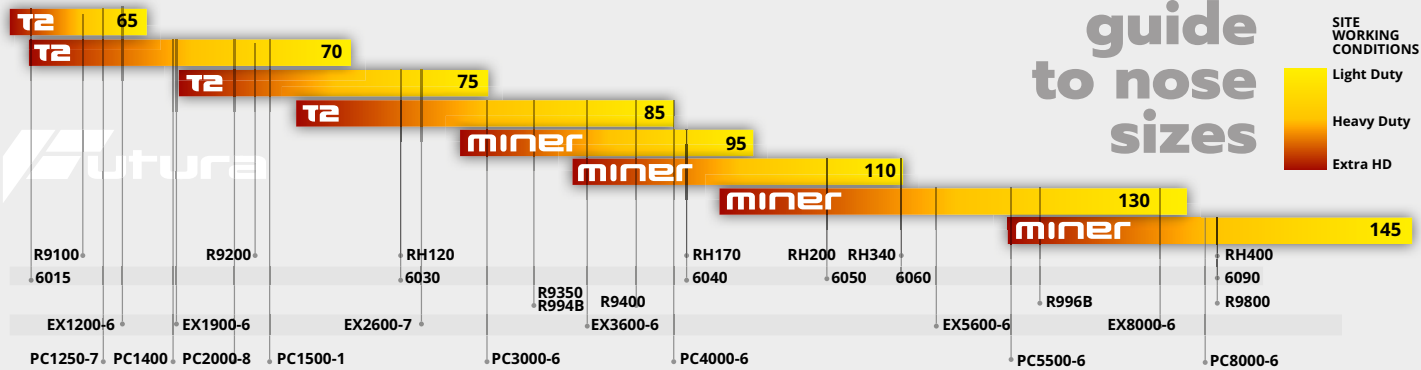 T2 65
guide
to nose
sizes
SITE
WORKING
CONDITIONS
Light Duty
Heavy Duty
Extra HD
T2 70
T2 75
T2 85
Futura
miner 95
miner 110
miner 130
miner 145
R9100 R9200 RH120 RH170 RH200 RH340 RH400
6015 6030 6040 6050 6060 6090
R9350
R994B R9400 R996B R9800
EX1200-6 EX1900-6 EX2600-7 EX3600-6 EX5600-6 EX8000-6
PC1250-7 PC1400 PC2000-8 PC1500-1 PC3000-6 PC4000-6 PC5500-6 PC8000-6